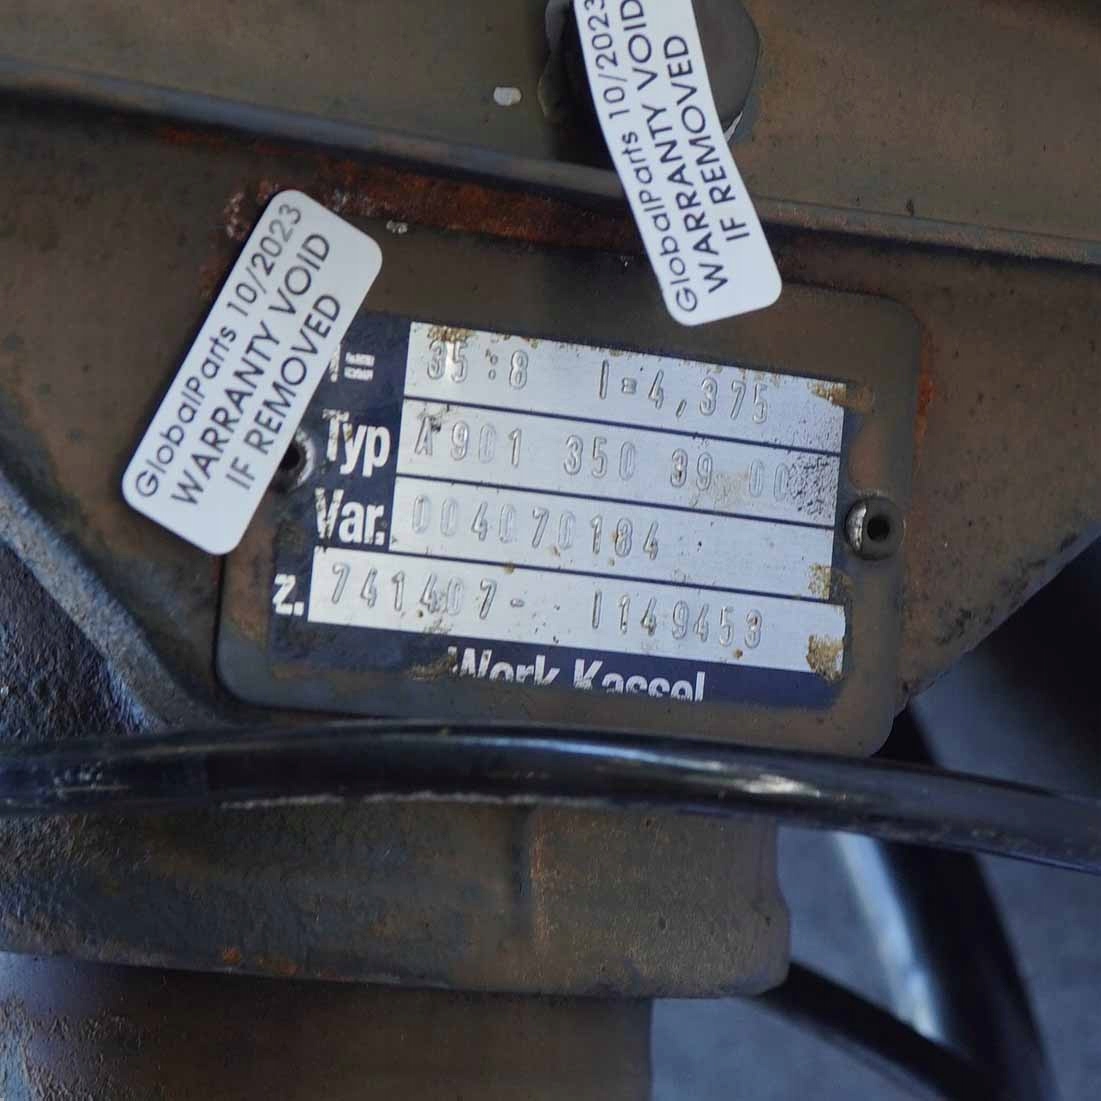 GlobalParts 10/2023
WARRANTY VOID
IF REMOVED
GlobalParts 10/2023
WARRANTY VOID
IF REMOVED
35:8 I=4,375
Typ A901 350 39 00
Var. 004070184
Z. 741407- 1149453
Werk Kassel